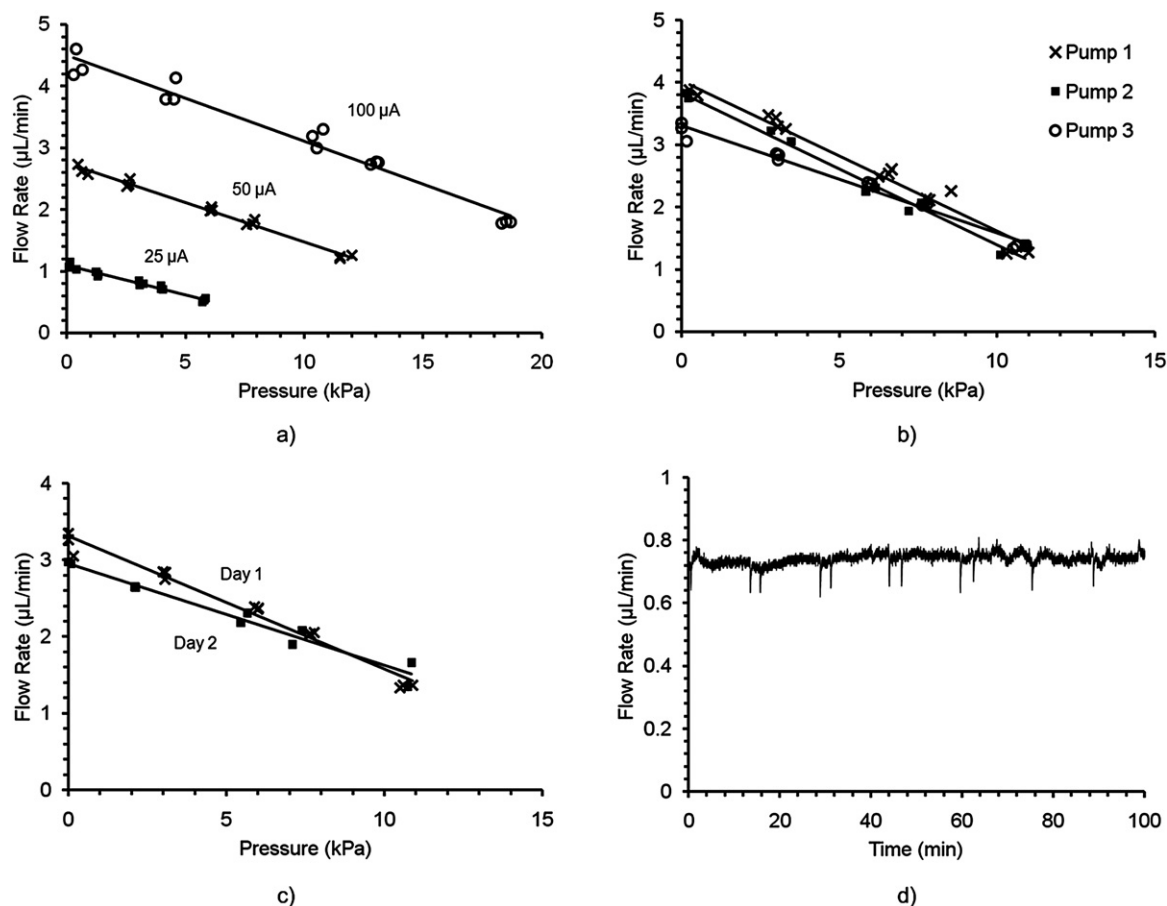 5
4
3
2
1
0
Flow Rate (µL/min)
100 µA
50 µA
25 µA
0 5 10 15 20
Pressure (kPa)
a)
5
4
3
2
1
0
Flow Rate (µL/min)
Pump 1
Pump 2
Pump 3
0 5 10 15
Pressure (kPa)
b)
4
3
2
1
0
Flow Rate (µL/min)
Day 1
Day 2
0 5 10 15
Pressure (kPa)
c)
1
0.8
0.6
0.4
0.2
0
Flow Rate (µL/min)
0 20 40 60 80 100
Time (min)
d)